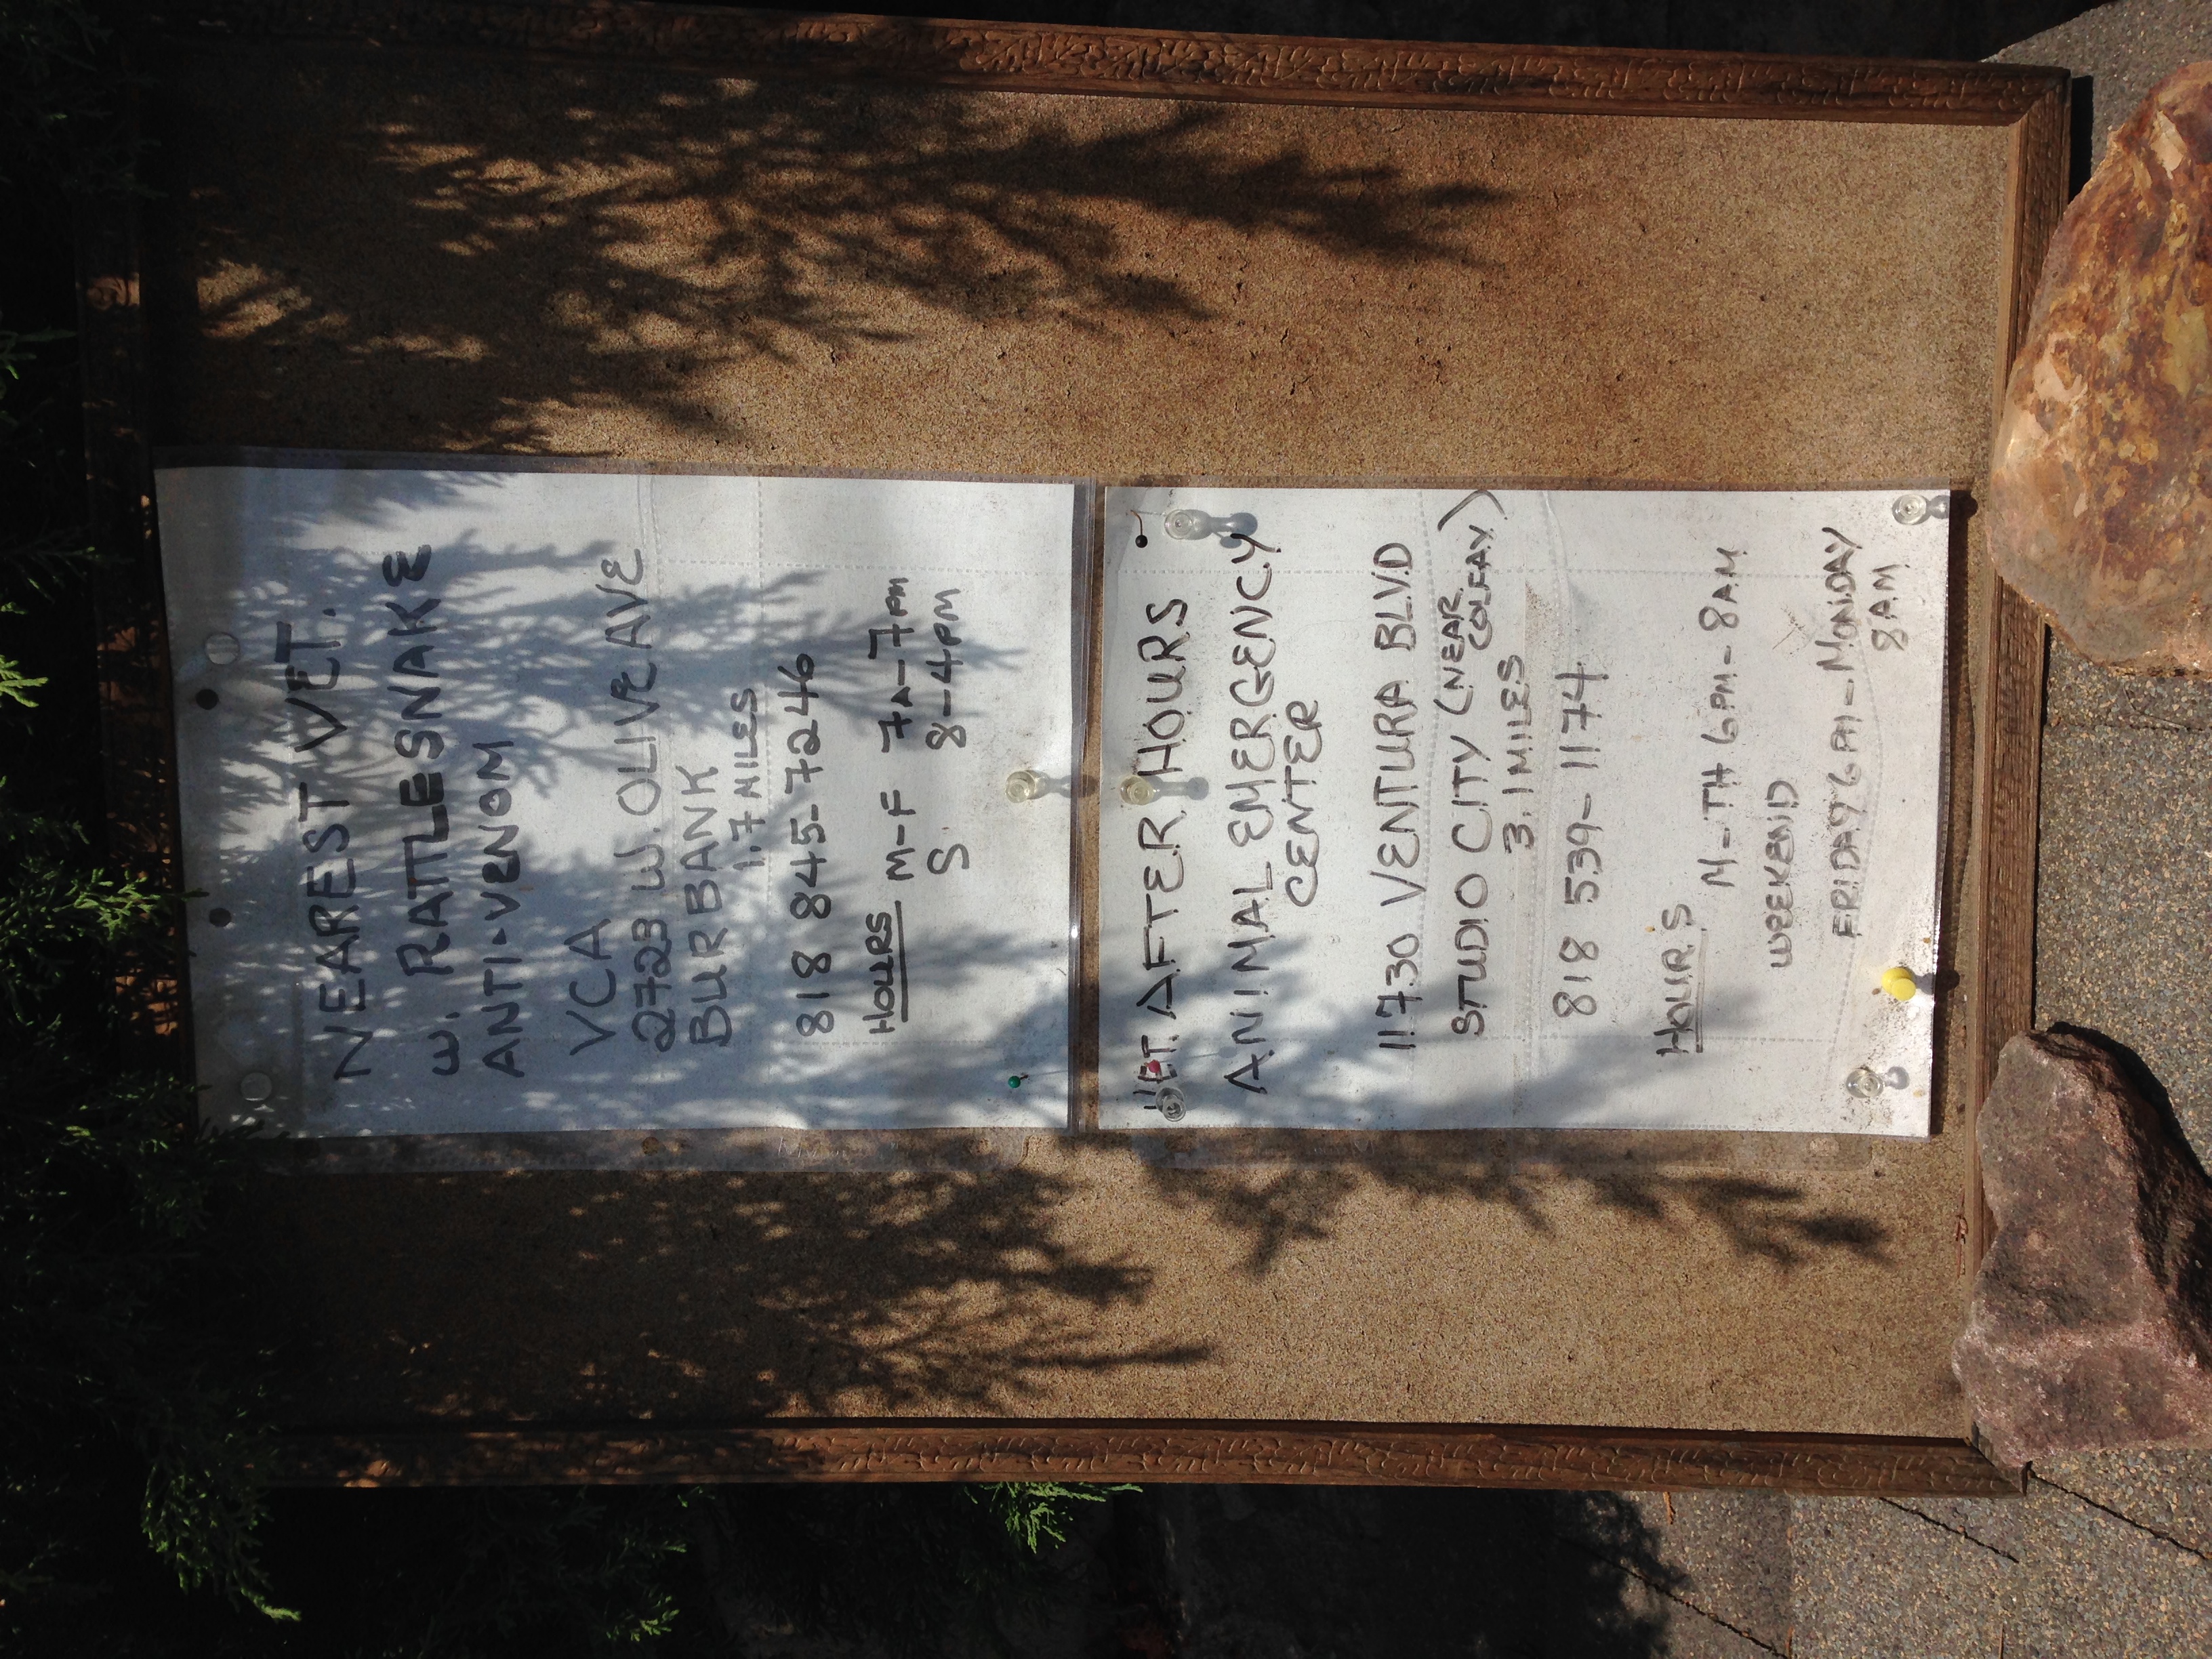 NEAREST VET.
W. RATTLESNAKE
ANTI-VENOM
VCA
2723 W. OLIVE AVE
BURBANK
1.7 MILES
818 845-7246
HOURS M-F 7A-7PM
S 8-4PM
VET. AFTER HOURS
ANIMAL EMERGENCY
CENTER
11730 VENTURA BLVD
STUDIO CITY (NEAR
COLFAX)
3.1 MILES
818 539-1174
HOURS
M-TH 6PM-8AM
WEEKEND
FRIDAY 6PM-MONDAY
8AM